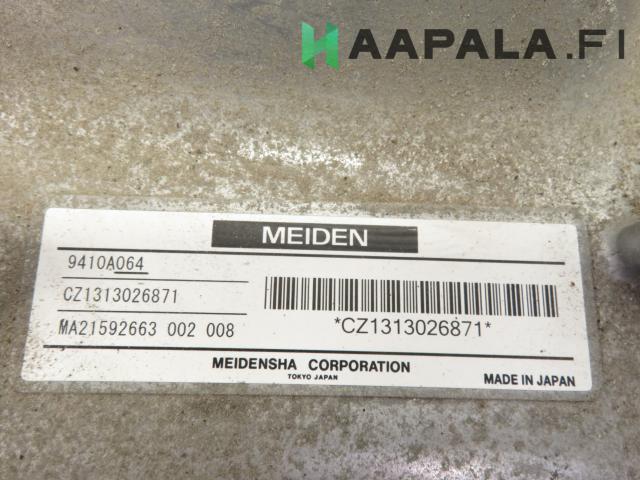 HAAPALA.FI
MEIDEN
9410A064
CZ1313026871
MA21592663 002 008
*CZ1313026871*
MEIDENSHA CORPORATION
TOKYO JAPAN
MADE IN JAPAN